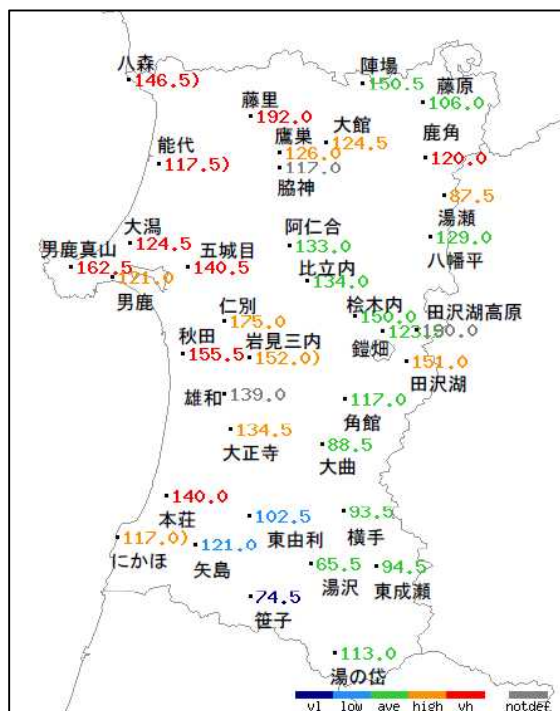 八森
146.5)
陣場
150.5
藤原
106.0
藤里
192.0
大館
124.5
鷹巣
126.0
鹿角
120.0
能代
117.5)
117.0
脇神
87.5
湯瀬
大潟
124.5
阿仁合
133.0
129.0
八幡平
男鹿真山
162.5
五城目
140.5
121.0
男鹿
比立内
134.0
仁別
175.0
桧木内
150.0
田沢湖高原
鎧畑
秋田
155.5
岩見三内
152.0)
151.0
田沢湖
雄和
139.0
117.0
角館
134.5
大正寺
88.5
大曲
140.0
本荘
102.5
東由利
93.5
横手
117.0)
にかほ
121.0
矢島
65.5
湯沢
94.5
東成瀬
74.5
笹子
113.0
湯の岱
vl low ave high vh notdef